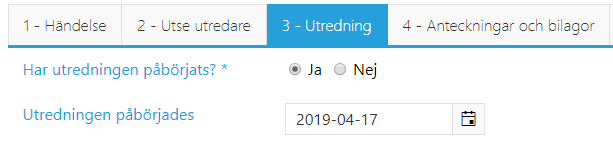 1 - Händelse 2 - Utse utredare 3 - Utredning 4 - Anteckningar och bilagor
Har utredningen påbörjats? * Ja Nej
Utredningen påbörjades 2019-04-17